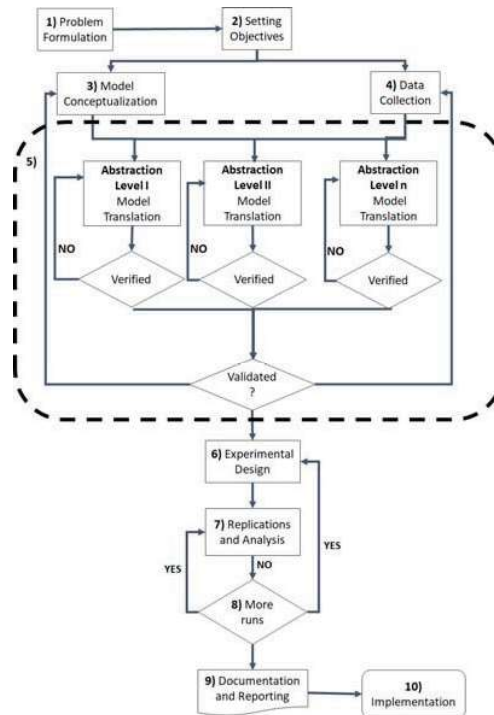 1) Problem
Formulation
2) Setting
Objectives
3) Model
Conceptualization
4) Data
Collection
5)
Abstraction
Level I
Model
Translation
Abstraction
Level II
Model
Translation
Abstraction
Level n
Model
Translation
NO
NO
NO
Verified
Verified
Verified
Validated
?
6) Experimental
Design
7) Replications
and Analysis
YES
NO
YES
8) More
runs
9) Documentation
and Reporting
10)
Implementation